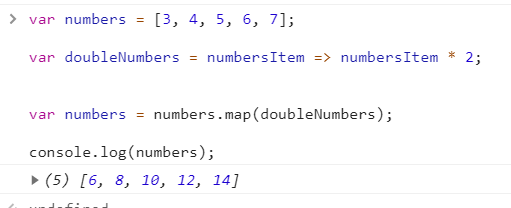 > var numbers = [3, 4, 5, 6, 7];
var doubleNumbers = numbersItem => numbersItem * 2;
var numbers = numbers.map(doubleNumbers);
console.log(numbers);
▶ (5) [6, 8, 10, 12, 14]